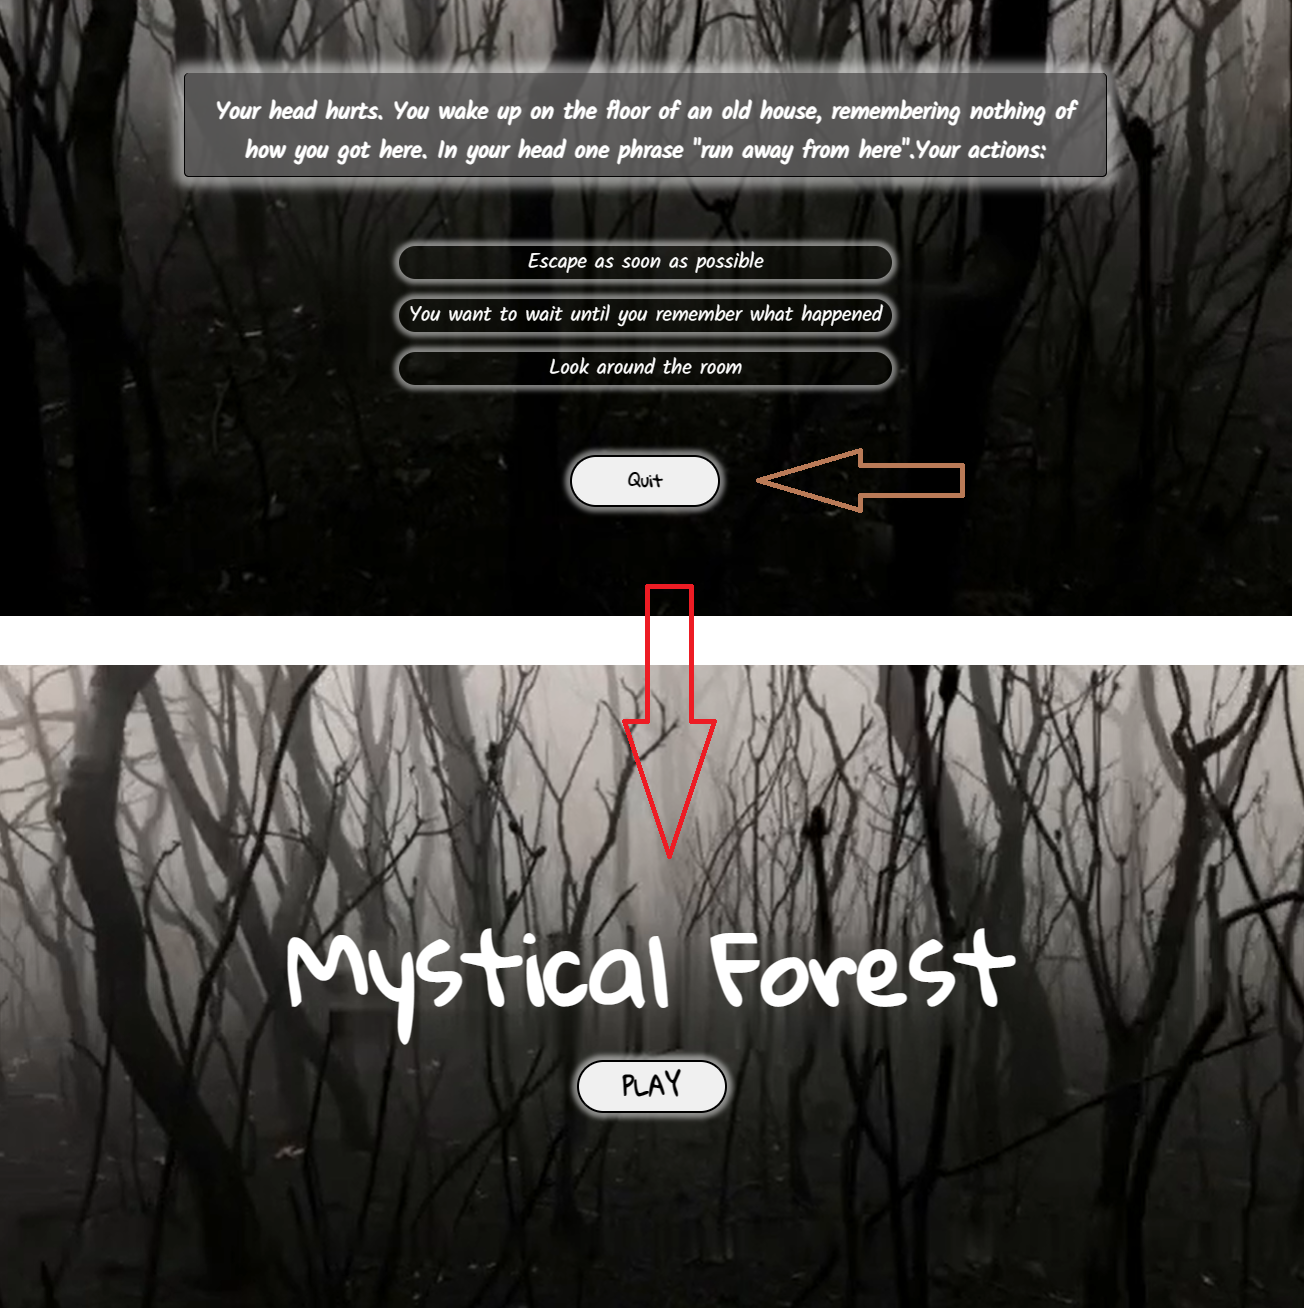 Your head hurts. You wake up on the floor of an old house, remembering nothing of
how you got here. In your head one phrase "run away from here".Your actions:
Escape as soon as possible
You want to wait until you remember what happened
Look around the room
Quit
Mystical Forest
PLAY